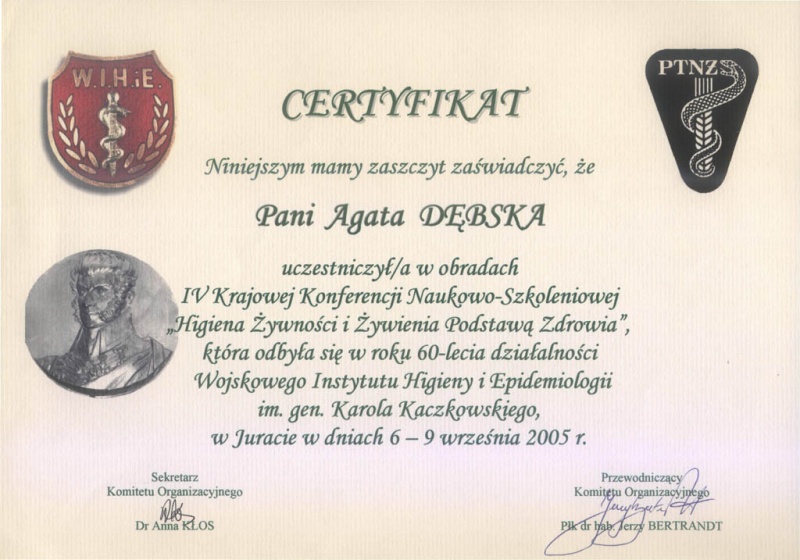 W.I.H.iE.
PTNŻ
CERTYFIKAT
Niniejszym mamy zaszczyt zaświadczyć, że
Pani Agata DĘBSKA
uczestniczył/a w obradach
IV Krajowej Konferencji Naukowo-Szkoleniowej
„Higiena Żywności i Żywienia Podstawą Zdrowia”,
która odbyła się w roku 60-lecia działalności
Wojskowego Instytutu Higieny i Epidemiologii
im. gen. Karola Kaczkowskiego,
w Juracie w dniach 6 – 9 września 2005 r.
Sekretarz
Komitetu Organizacyjnego
Dr Anna KŁOS
Przewodniczący
Komitetu Organizacyjnego
Płk dr hab. Jerzy BERTRANDT